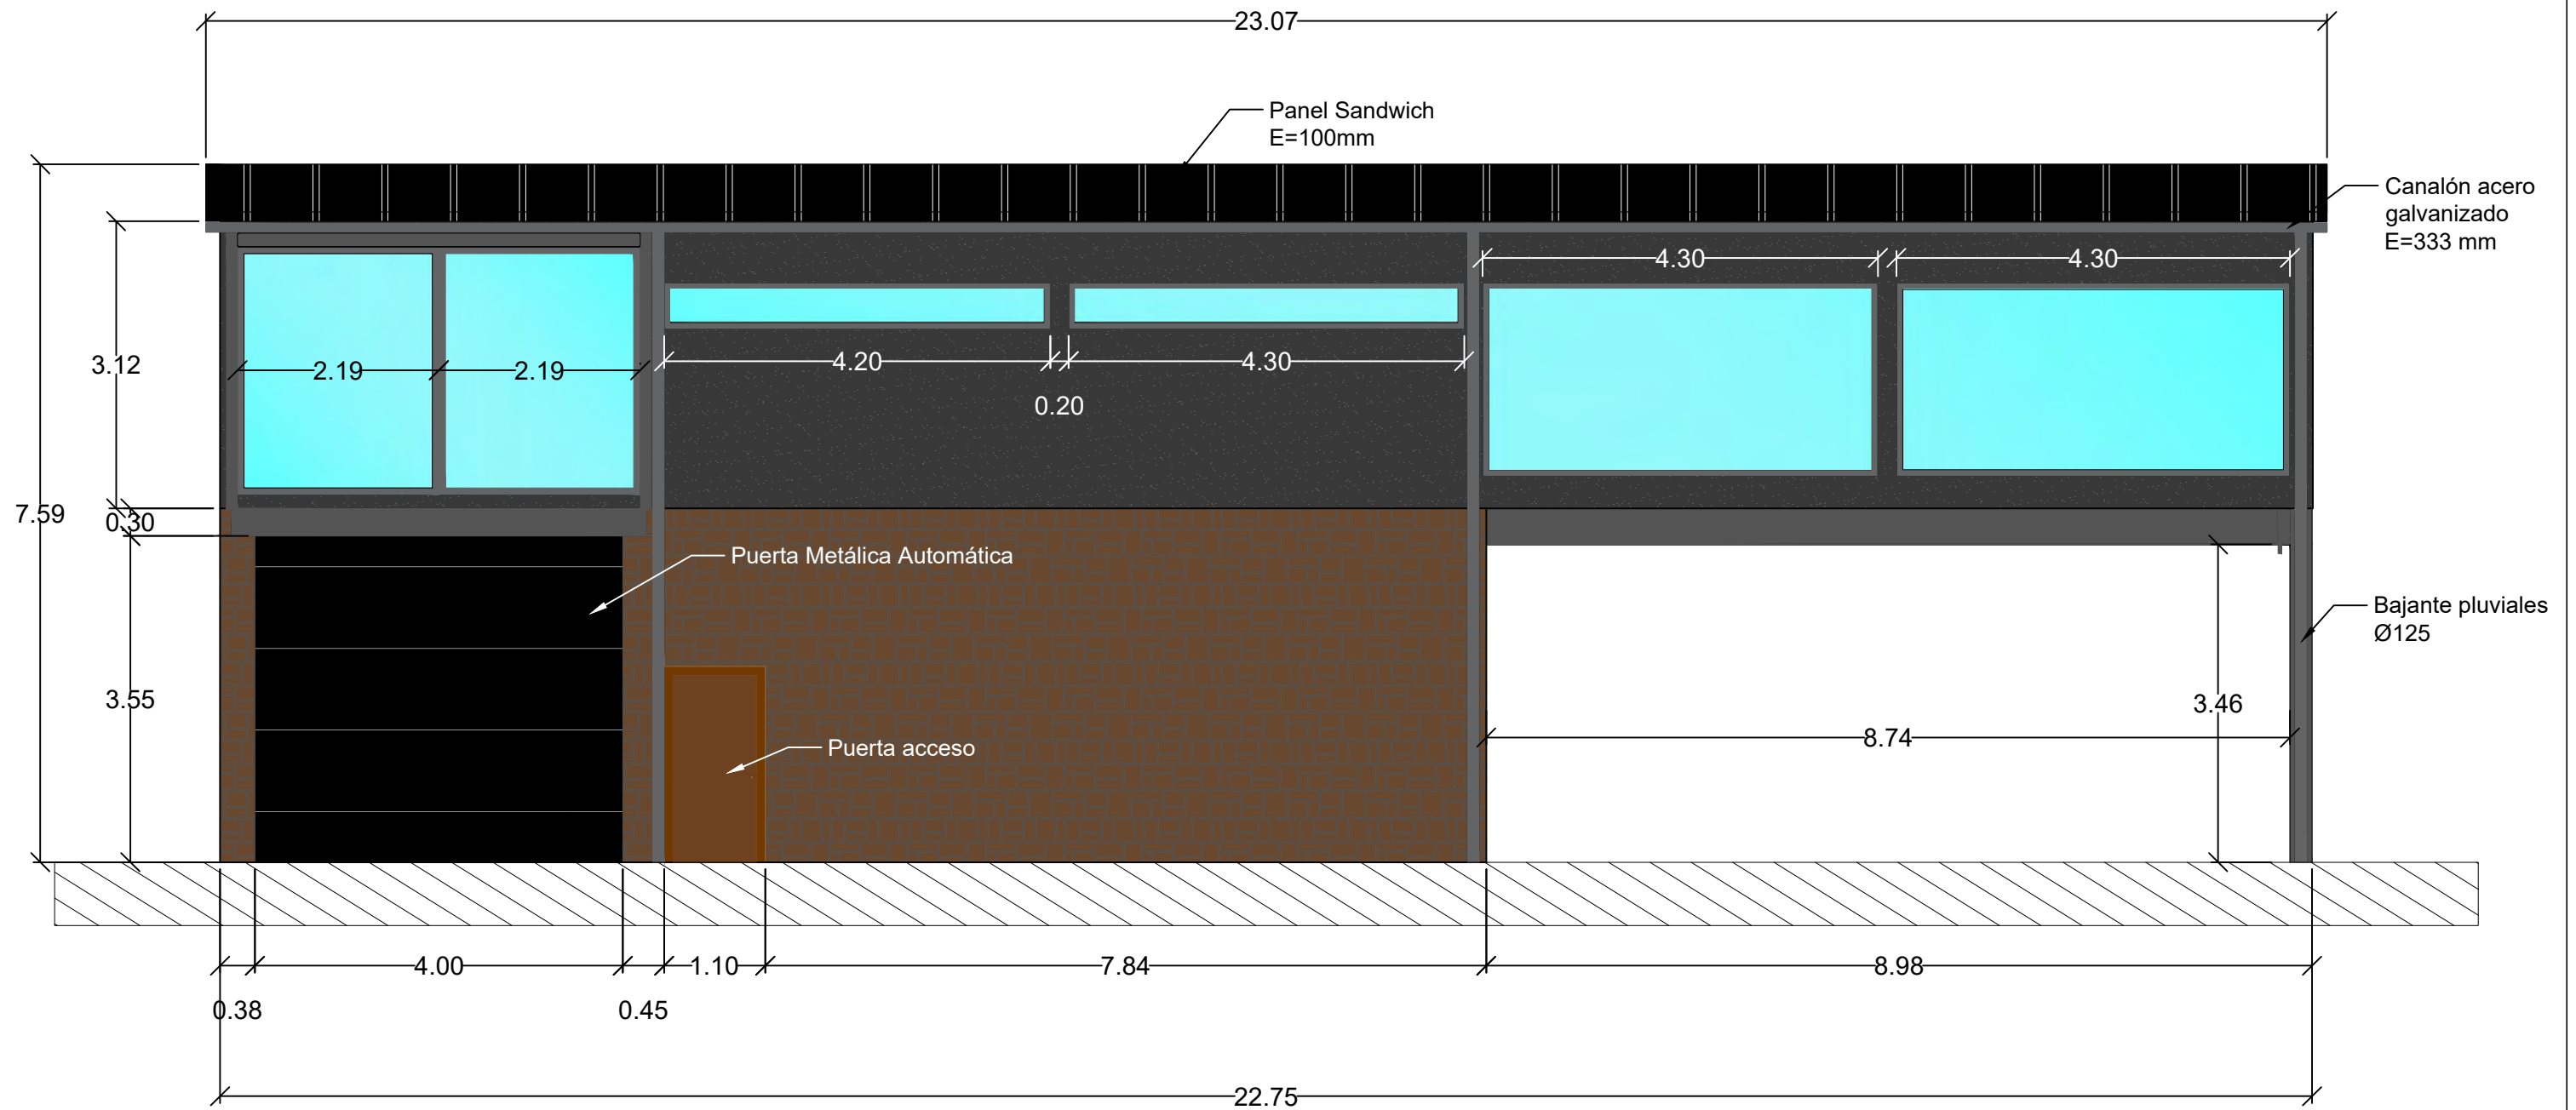 23.07
Panel Sandwich
E=100mm
Canalón acero
galvanizado
E=333 mm
4.30
4.30
3.12
2.19
2.19
4.20
4.30
0.20
7.59
0.30
Puerta Metálica Automática
Bajante pluviales
Ø125
3.55
3.46
8.74
Puerta acceso
4.00
1.10
7.84
8.98
0.38
0.45
22.75